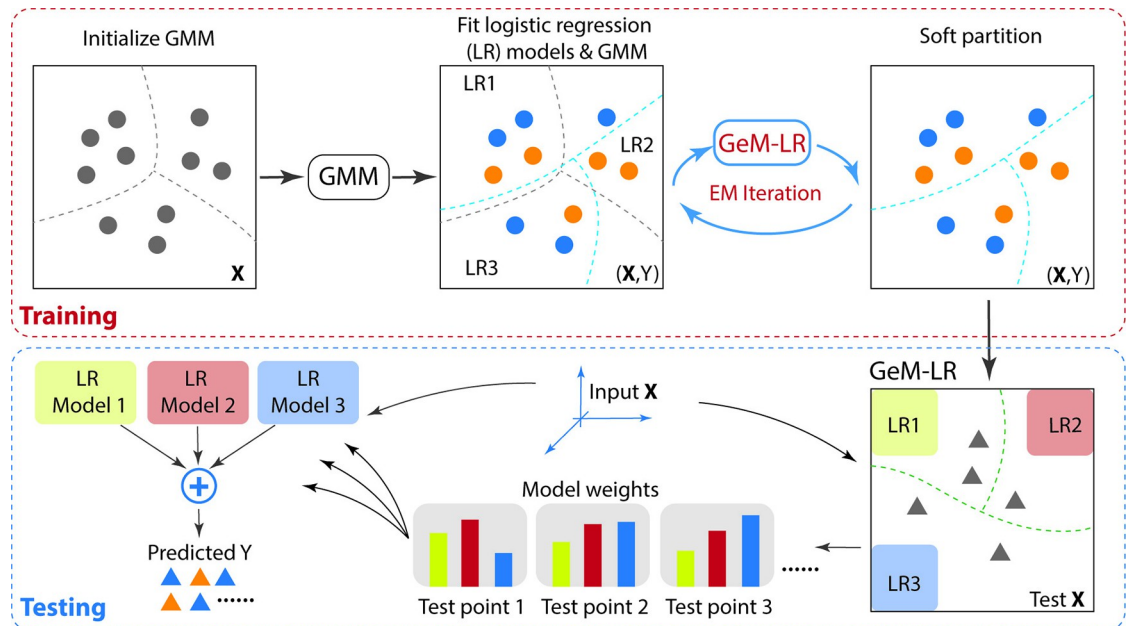 Initialize GMM
X
GMM
Fit logistic regression
(LR) models & GMM
LR1
LR2
LR3
(X,Y)
GeM-LR
EM Iteration
Soft partition
(X,Y)
Training
LR
Model 1
LR
Model 2
LR
Model 3
Input X
GeM-LR
LR1
LR2
LR3
Test X
Model weights
Test point 1
Test point 2
Test point 3
......
Predicted Y
......
Testing